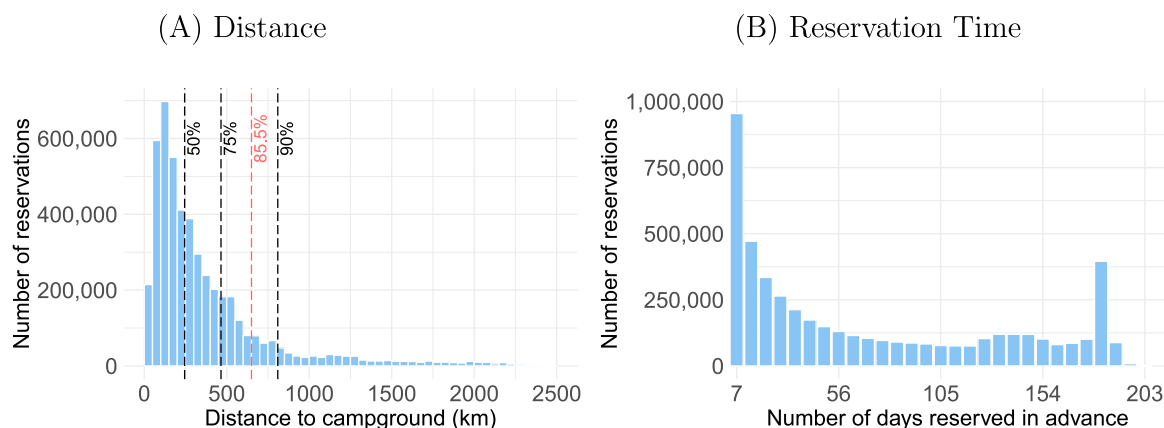 (A) Distance
Number of reservations
600,000
400,000
200,000
0
50%
75%
85.5%
90%
0 500 1000 1500 2000 2500
Distance to campground (km)
(B) Reservation Time
Number of reservations
1,000,000
750,000
500,000
250,000
0
7 56 105 154 203
Number of days reserved in advance